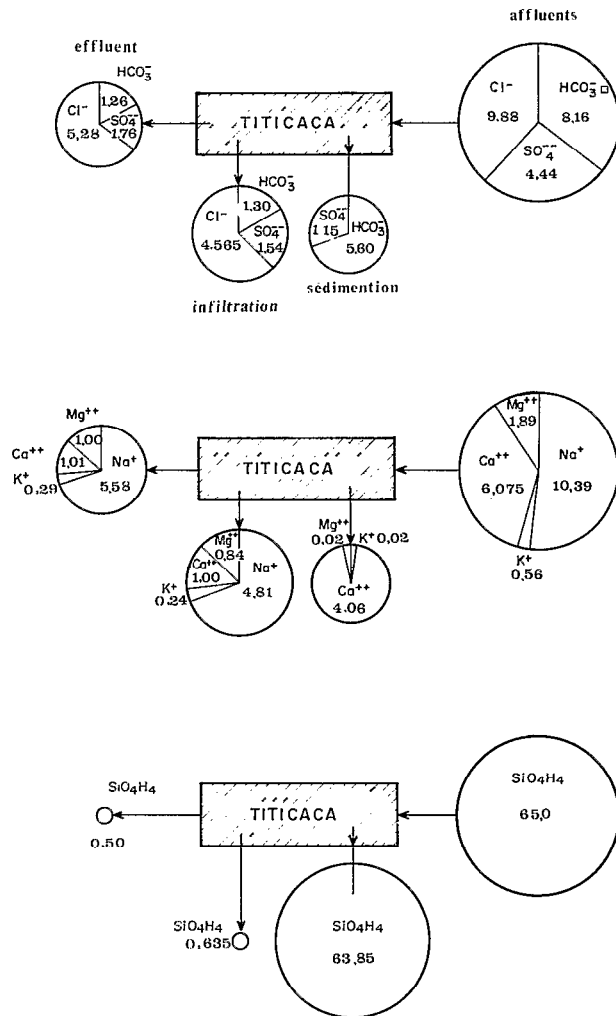 affluents
effluent
HCO₃⁻
Cl⁻
1,26
SO₄⁻⁻
5,28
1,76
TITICACA
Cl⁻
9.88
HCO₃⁻
8,16
SO₄⁻⁻
4,44
HCO₃⁻
Cl⁻
1,30
4.565
SO₄⁻⁻
1,54
infiltration
SO₄⁻⁻
1 15
HCO₃⁻
5,60
sédimention
Mg⁺⁺
1,00
Ca⁺⁺
1,01
Na⁺
K⁺
0,29
5,58
TITICACA
Mg⁺⁺
1,89
Ca⁺⁺
6,075
Na⁺
10,39
K⁺
0,56
Mg⁺⁺
0,84
Ca⁺⁺
1.00
Na⁺
4,81
K⁺
0.24
Mg⁺⁺
0,02
K⁺ 0,02
Ca⁺⁺
4.06
SiO₄H₄
0.50
TITICACA
SiO₄H₄
65,0
SiO₄H₄
0,635
SiO₄H₄
63,85